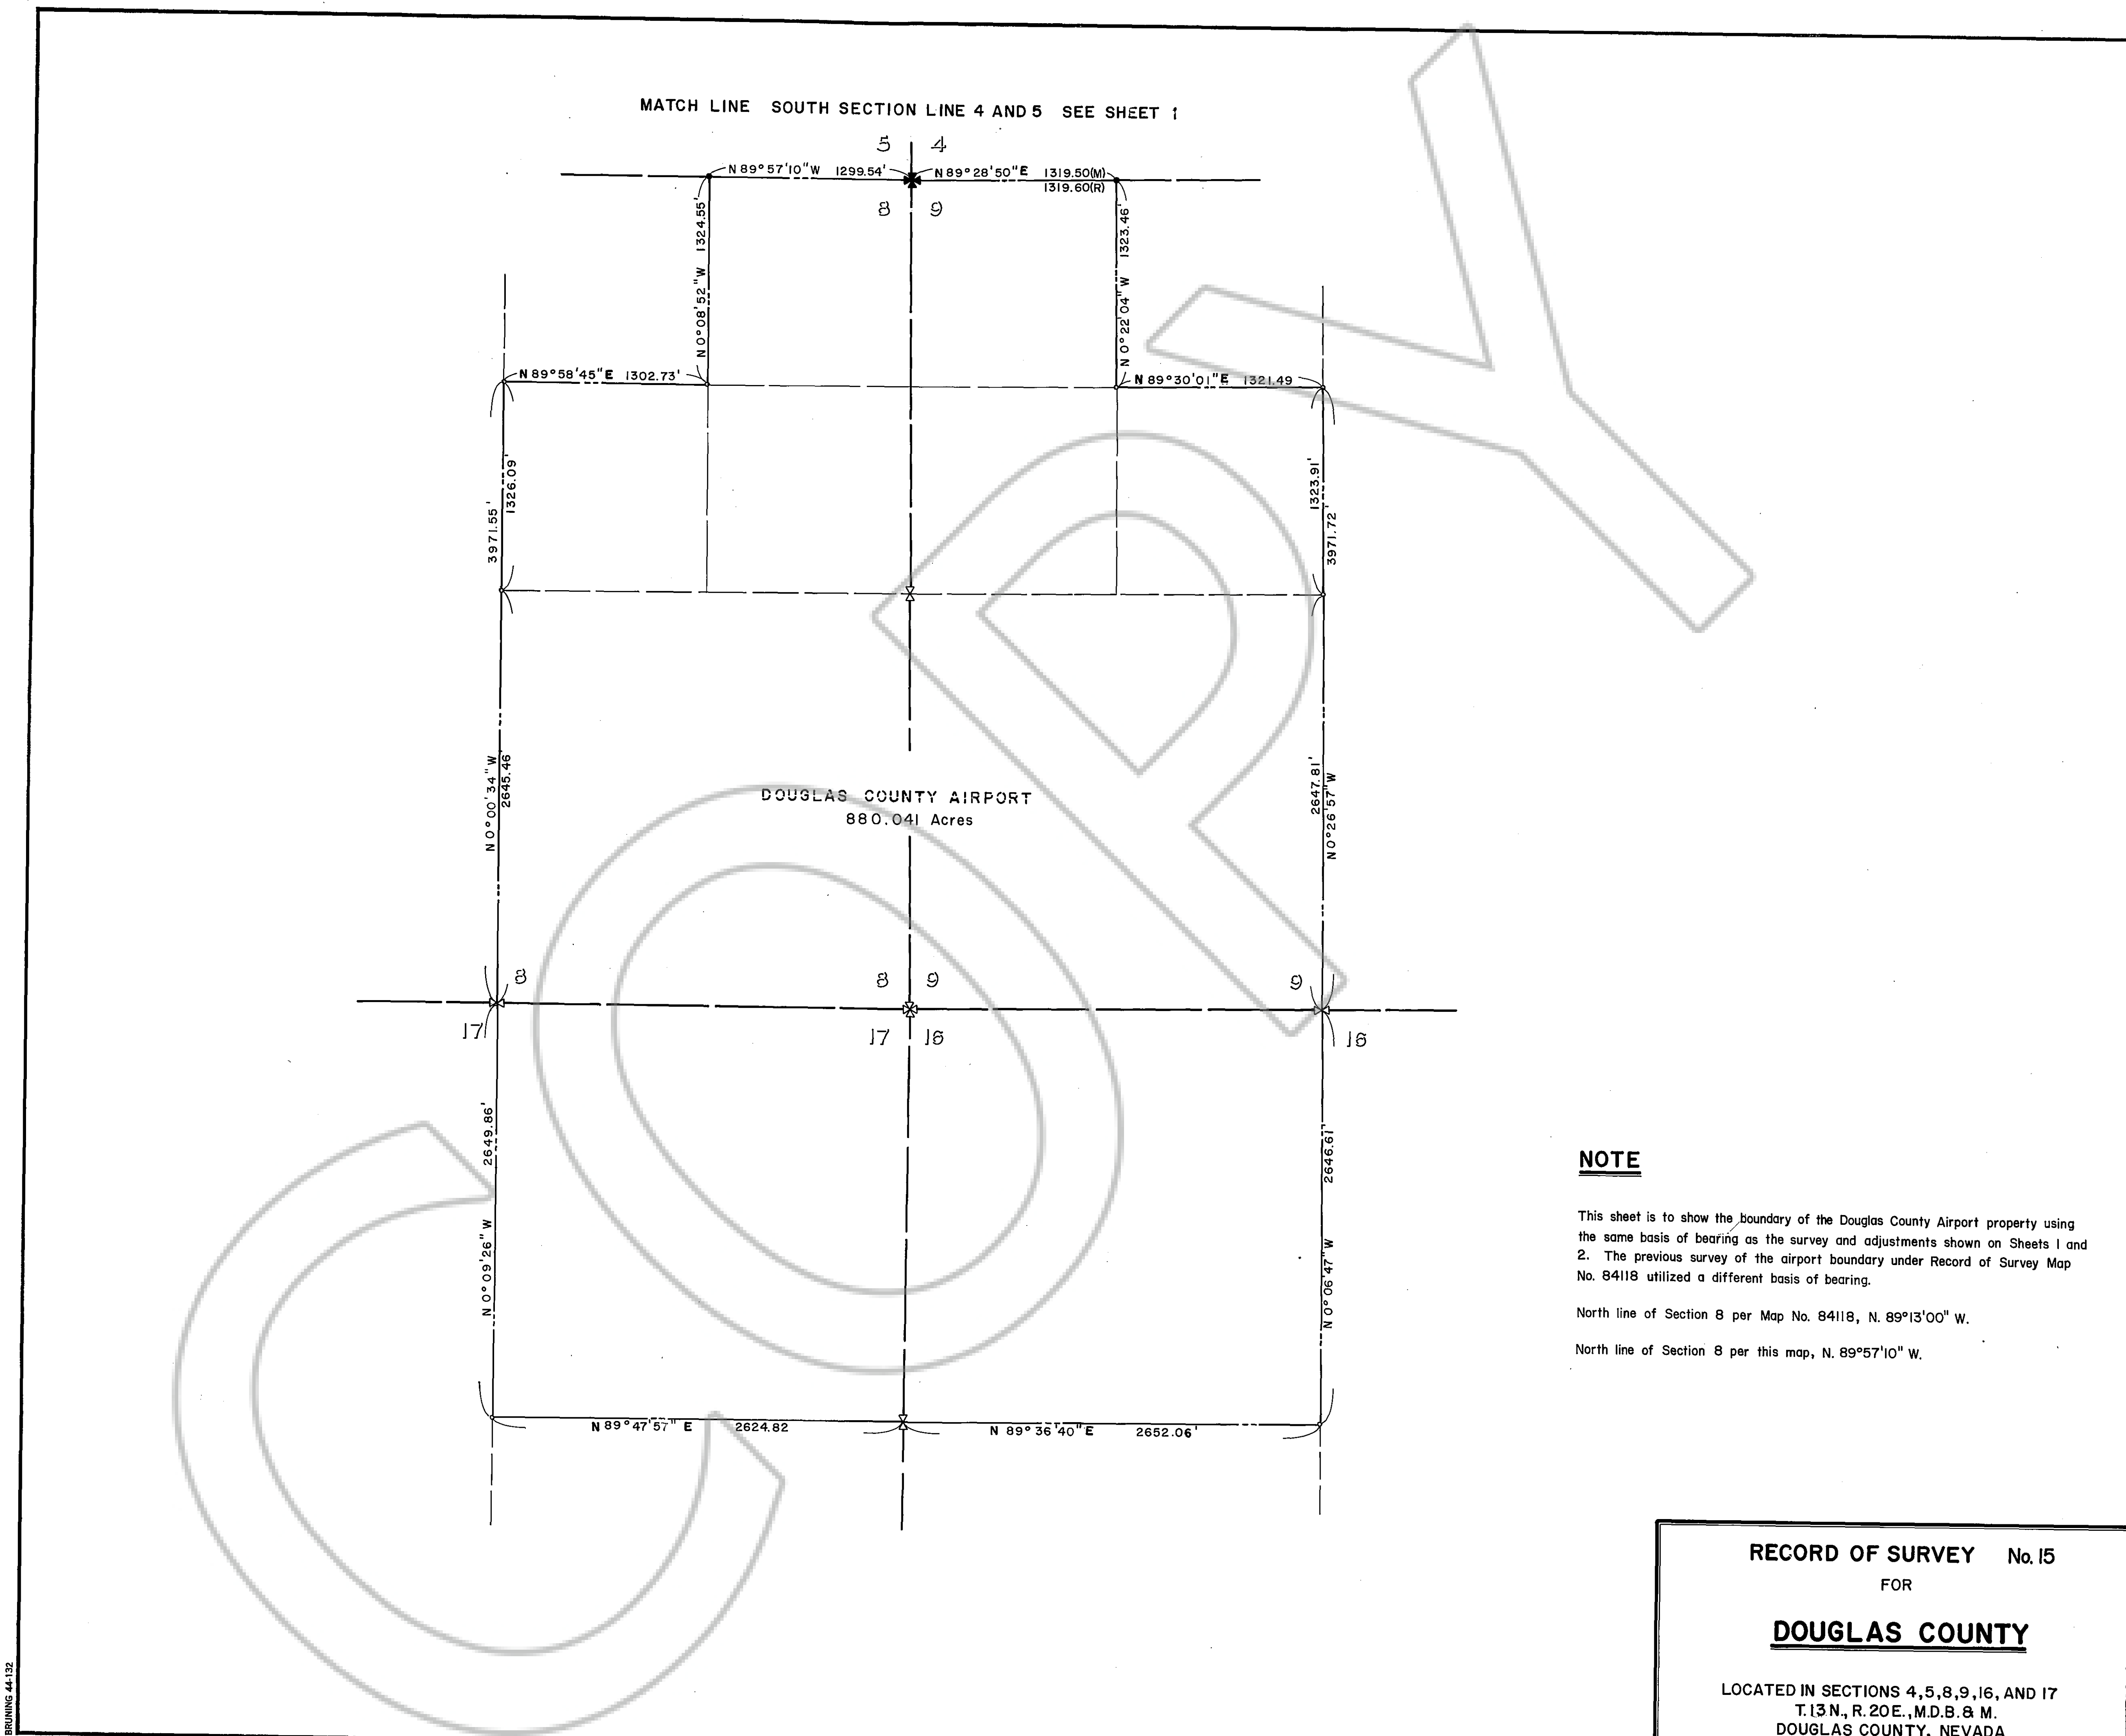 MATCH LINE SOUTH SECTION LINE 4 AND 5 SEE SHEET 1
5 4
N 89°57'10"W 1299.54'
N 89°28'50"E 1319.50(M)
1319.60(R)
8 9
N 0°08'52"W 1324.55'
N 0°22'04"W 1323.46'
N 89°58'45"E 1302.73'
N 89°30'01"E 1321.49
3971.55'
1326.09'
1323.91'
3971.72'
N 0°00'34"W
2645.46'
DOUGLAS COUNTY AIRPORT
880.041 Acres
2647.81'
N 0°26'57"W
8
8 9
9
17
17 16
16
N 0°09'26"W 2649.86'
N 0°06'47"W 2646.61'
N 89°47'57" E 2624.82
N 89°36'40"E 2652.06'
NOTE
This sheet is to show the boundary of the Douglas County Airport property using
the same basis of bearing as the survey and adjustments shown on Sheets 1 and
2. The previous survey of the airport boundary under Record of Survey Map
No. 84118 utilized a different basis of bearing.
North line of Section 8 per Map No. 84118, N. 89°13'00" W.
North line of Section 8 per this map, N. 89°57'10" W.
RECORD OF SURVEY No. 15
FOR
DOUGLAS COUNTY
LOCATED IN SECTIONS 4,5,8,9,16, AND 17
T.13 N., R. 20 E., M.D.B. & M.
DOUGLAS COUNTY, NEVADA
BRUNING 44-132
COPY